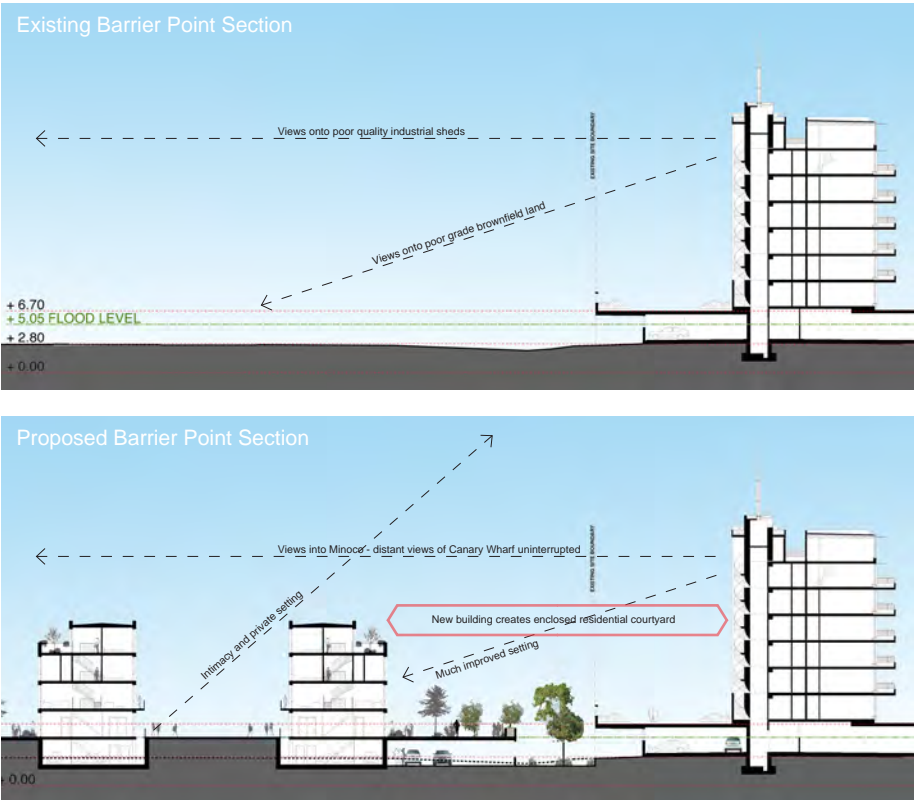 Existing Barrier Point Section
Views onto poor quality industrial sheds
EXISTING SITE BOUNDARY
Views onto poor grade brownfield land
+ 6.70
+ 5.05 FLOOD LEVEL
+ 2.80
+ 0.00
Proposed Barrier Point Section
Views into Minoco - distant views of Canary Wharf uninterrupted
EXISTING SITE BOUNDARY
Intimacy and private setting
New building creates enclosed residential courtyard
Much improved setting
+ 0.00